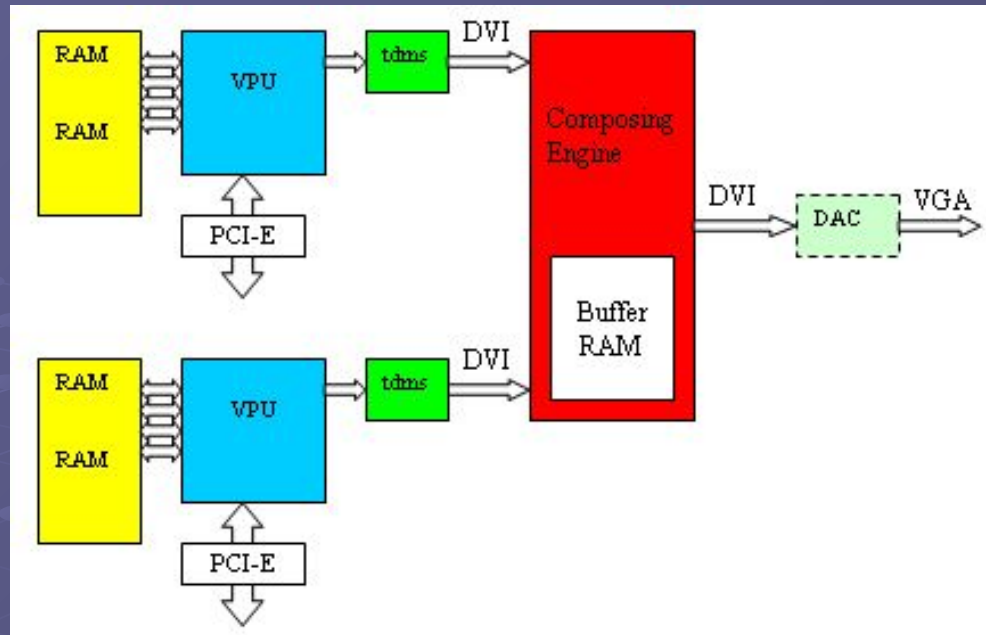 RAM
RAM
VPU
tdms
DVI
PCI-E
Composing
Engine
Buffer
RAM
DVI
DAC
VGA
RAM
RAM
VPU
tdms
DVI
PCI-E